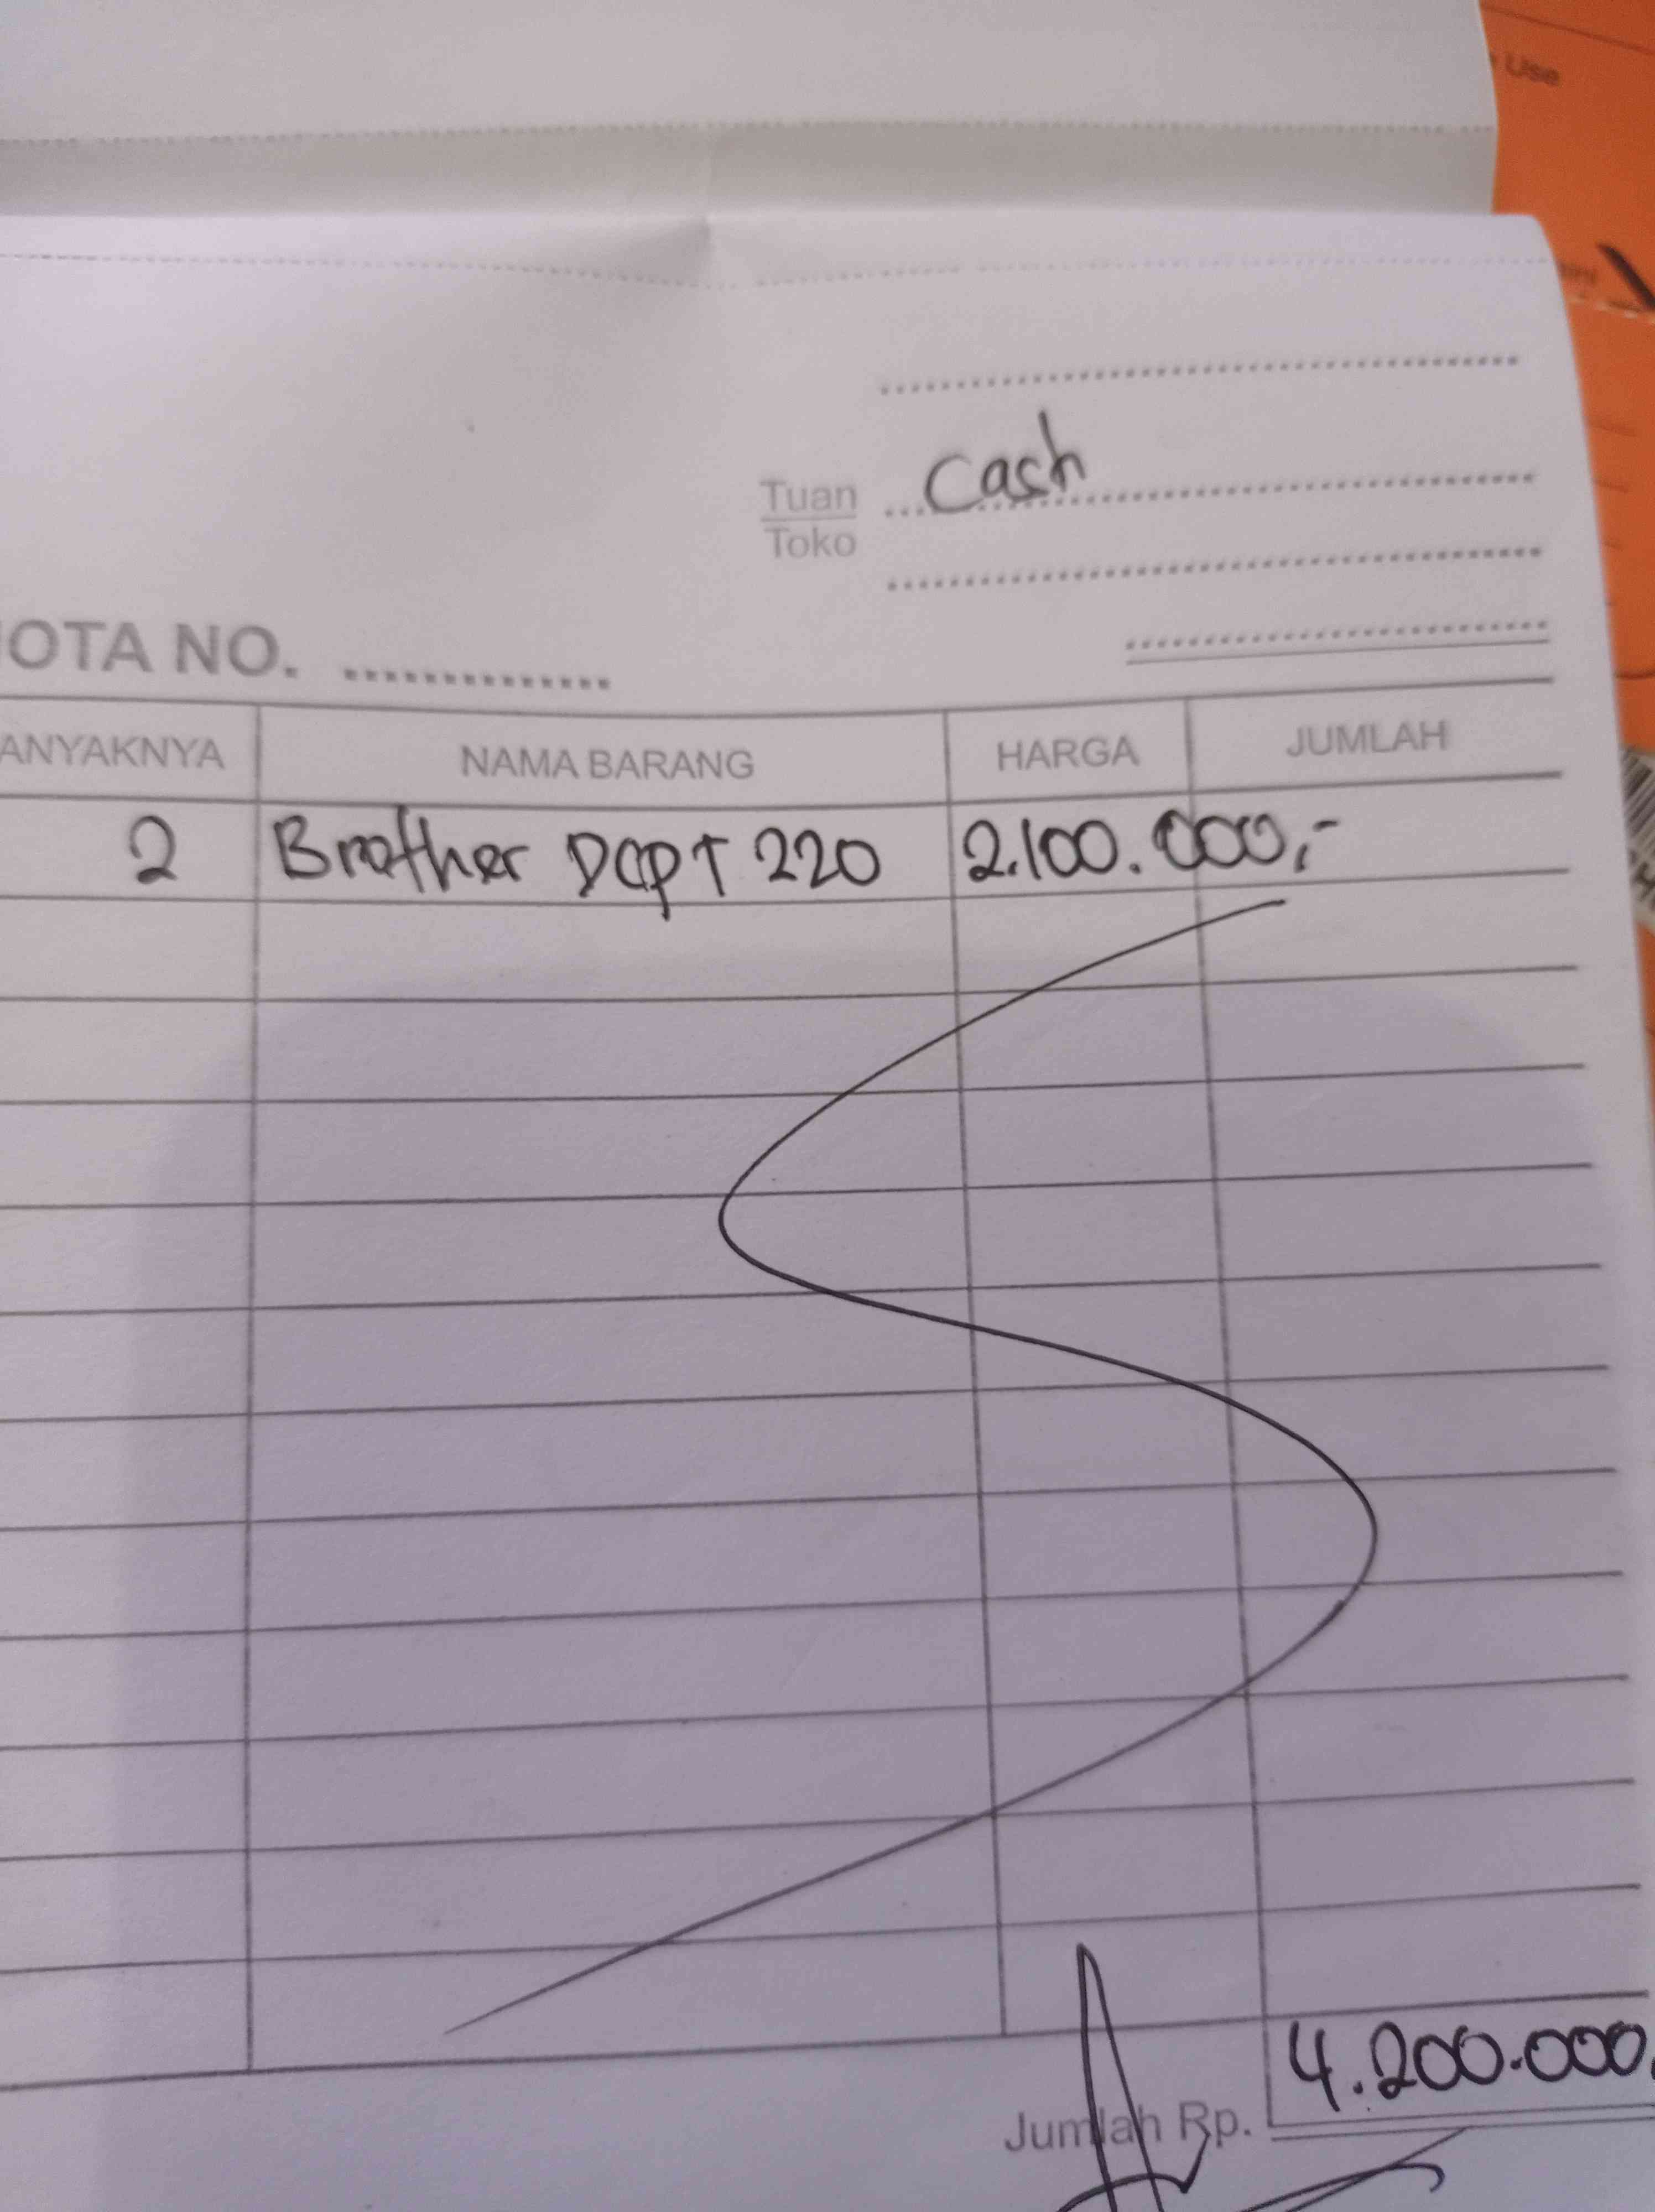 Use
Cash
Tuan
Toko
OTA NO. ..............
ANYAKNYA NAMA BARANG HARGA JUMLAH
2 Brother DCPT 220 2.100.000,-
4.200.000,
Jumlah Rp.